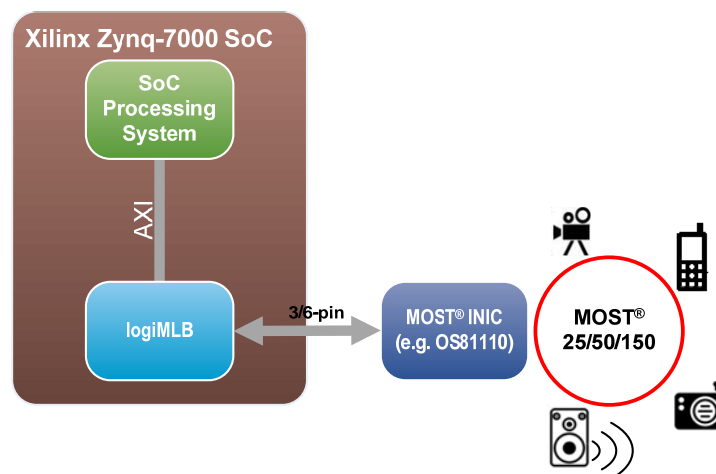 Xilinx Zynq-7000 SoC
SoC
Processing
System
AXI
logiMLB
3/6-pin
MOST® INIC
(e.g. OS81110)
MOST®
25/50/150